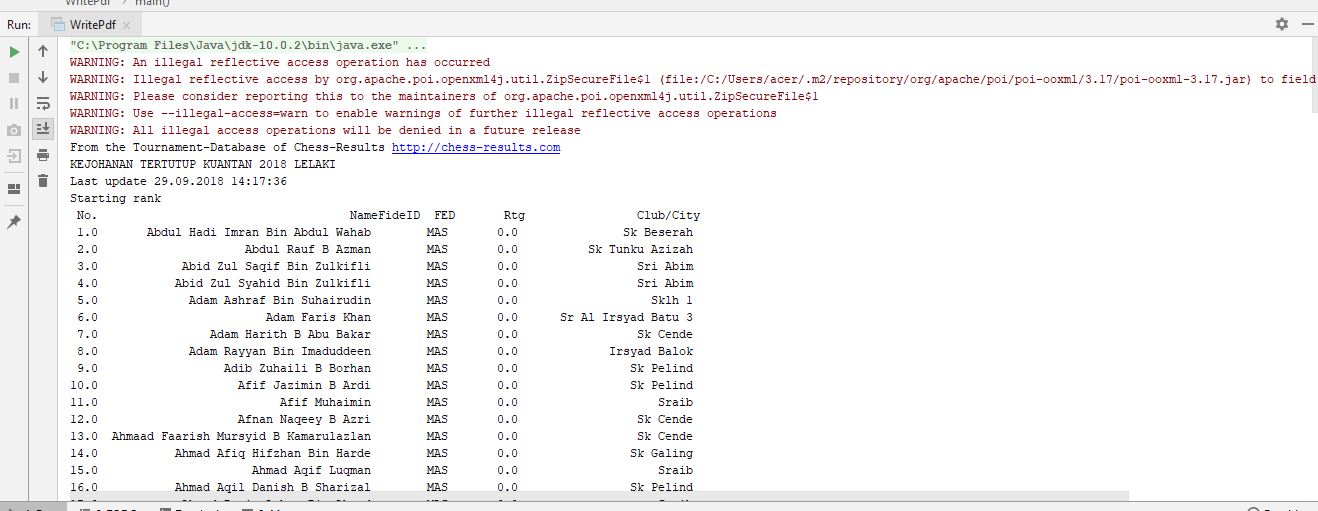 WritePdf main()
Run: WritePdf
"C:\Program Files\Java\jdk-10.0.2\bin\java.exe" ...
WARNING: An illegal reflective access operation has occurred
WARNING: Illegal reflective access by org.apache.poi.openxml4j.util.ZipSecureFile$1 (file:/C:/Users/acer/.m2/repository/org/apache/poi/poi-ooxml/3.17/poi-ooxml-3.17.jar) to field
WARNING: Please consider reporting this to the maintainers of org.apache.poi.openxml4j.util.ZipSecureFile$1
WARNING: Use --illegal-access=warn to enable warnings of further illegal reflective access operations
WARNING: All illegal access operations will be denied in a future release
From the Tournament-Database of Chess-Results http://chess-results.com
KEJOHANAN TERTUTUP KUANTAN 2018 LELAKI
Last update 29.09.2018 14:17:36
Starting rank
No. NameFideID FED Rtg Club/City
1.0 Abdul Hadi Imran Bin Abdul Wahab MAS 0.0 Sk Beserah
2.0 Abdul Rauf B Azman MAS 0.0 Sk Tunku Azizah
3.0 Abid Zul Saqif Bin Zulkifli MAS 0.0 Sri Abim
4.0 Abid Zul Syahid Bin Zulkifli MAS 0.0 Sri Abim
5.0 Adam Ashraf Bin Suhairudin MAS 0.0 Sklh 1
6.0 Adam Faris Khan MAS 0.0 Sr Al Irsyad Batu 3
7.0 Adam Harith B Abu Bakar MAS 0.0 Sk Cende
8.0 Adam Rayyan Bin Imaduddeen MAS 0.0 Irsyad Balok
9.0 Adib Zuhaili B Borhan MAS 0.0 Sk Pelind
10.0 Afif Jazimin B Ardi MAS 0.0 Sk Pelind
11.0 Afif Muhaimin MAS 0.0 Sraib
12.0 Afnan Naqeey B Azri MAS 0.0 Sk Cende
13.0 Ahmaad Faarish Mursyid B Kamarulazlan MAS 0.0 Sk Cende
14.0 Ahmad Afiq Hifzhan Bin Harde MAS 0.0 Sk Galing
15.0 Ahmad Aqif Luqman MAS 0.0 Sraib
16.0 Ahmad Aqil Danish B Sharizal MAS 0.0 Sk Pelind